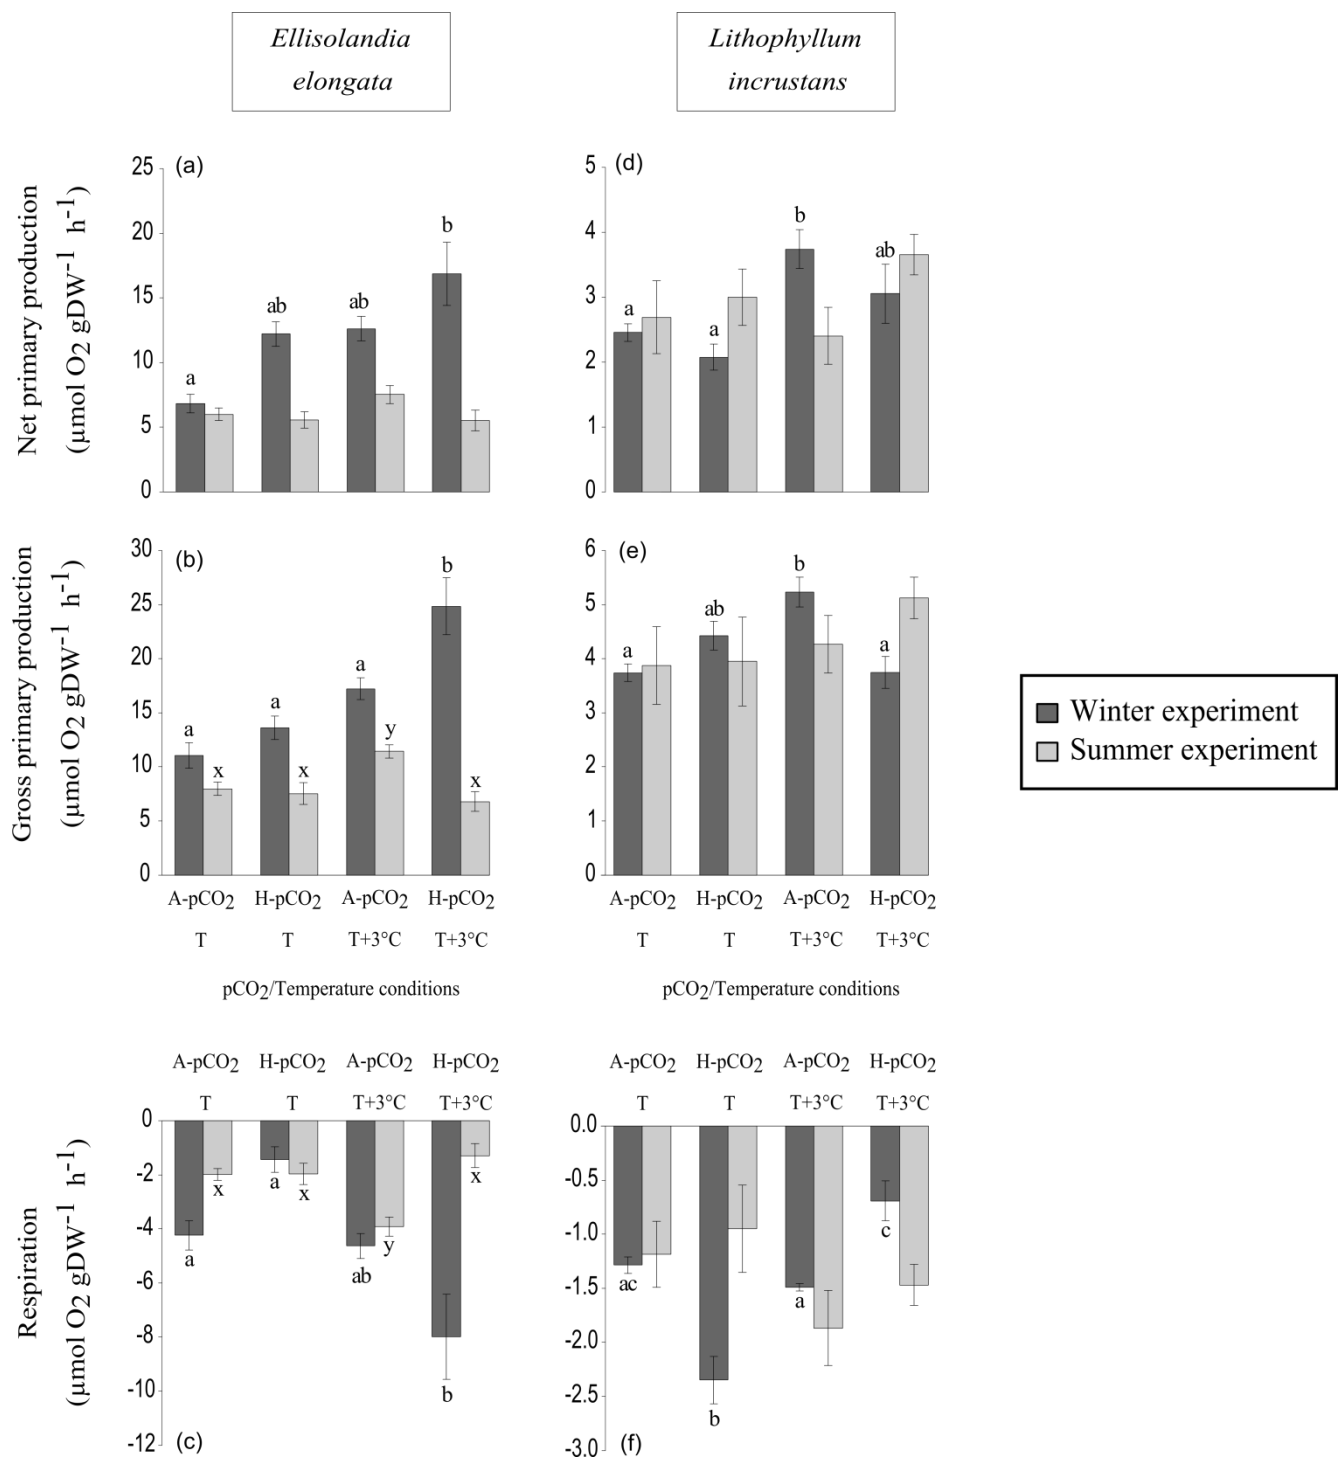 Ellisolandia
elongata
Lithophyllum
incrustans
Net primary production
(µmol O2 gDW-1 h-1)
(a)
25
20
15
10
5
0
a
ab
ab
b
(d)
5
4
3
2
1
0
a
a
b
ab
Gross primary production
(µmol O2 gDW-1 h-1)
(b)
30
25
20
15
10
5
0
a
x
a
x
a
y
b
x
A-pCO2 H-pCO2 A-pCO2 H-pCO2
T T T+3°C T+3°C
pCO2/Temperature conditions
(e)
6
5
4
3
2
1
0
a
ab
b
a
A-pCO2 H-pCO2 A-pCO2 H-pCO2
T T T+3°C T+3°C
pCO2/Temperature conditions
Winter experiment
Summer experiment
Respiration
(µmol O2 gDW-1 h-1)
A-pCO2 H-pCO2 A-pCO2 H-pCO2
T T T+3°C T+3°C
0
-2
-4
-6
-8
-10
-12
a
x
a
x
ab
y
b
x
(c)
A-pCO2 H-pCO2 A-pCO2 H-pCO2
T T T+3°C T+3°C
0.0
-0.5
-1.0
-1.5
-2.0
-2.5
-3.0
ac
b
a
c
(f)